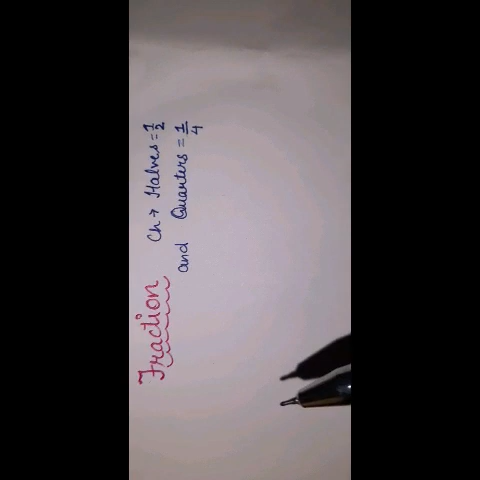 Fraction
Ch → Halves = 1/2
and Quarters = 1/4